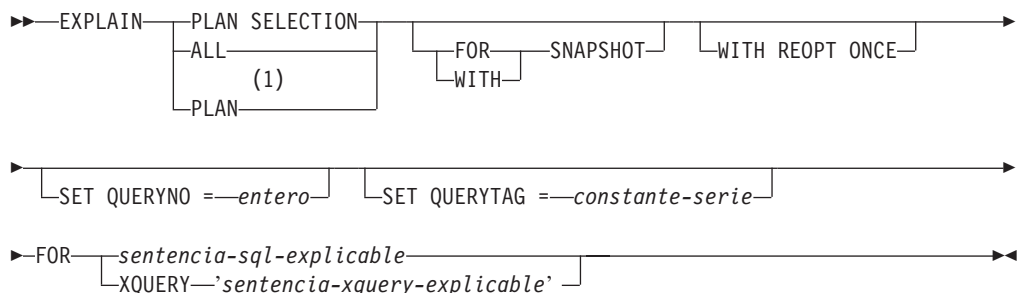 EXPLAIN PLAN SELECTION
ALL FOR SNAPSHOT WITH REOPT ONCE
(1) WITH
PLAN
SET QUERYNO = entero SET QUERYTAG = constante-serie
FOR sentencia-sql-explicable
XQUERY ’sentencia-xquery-explicable’